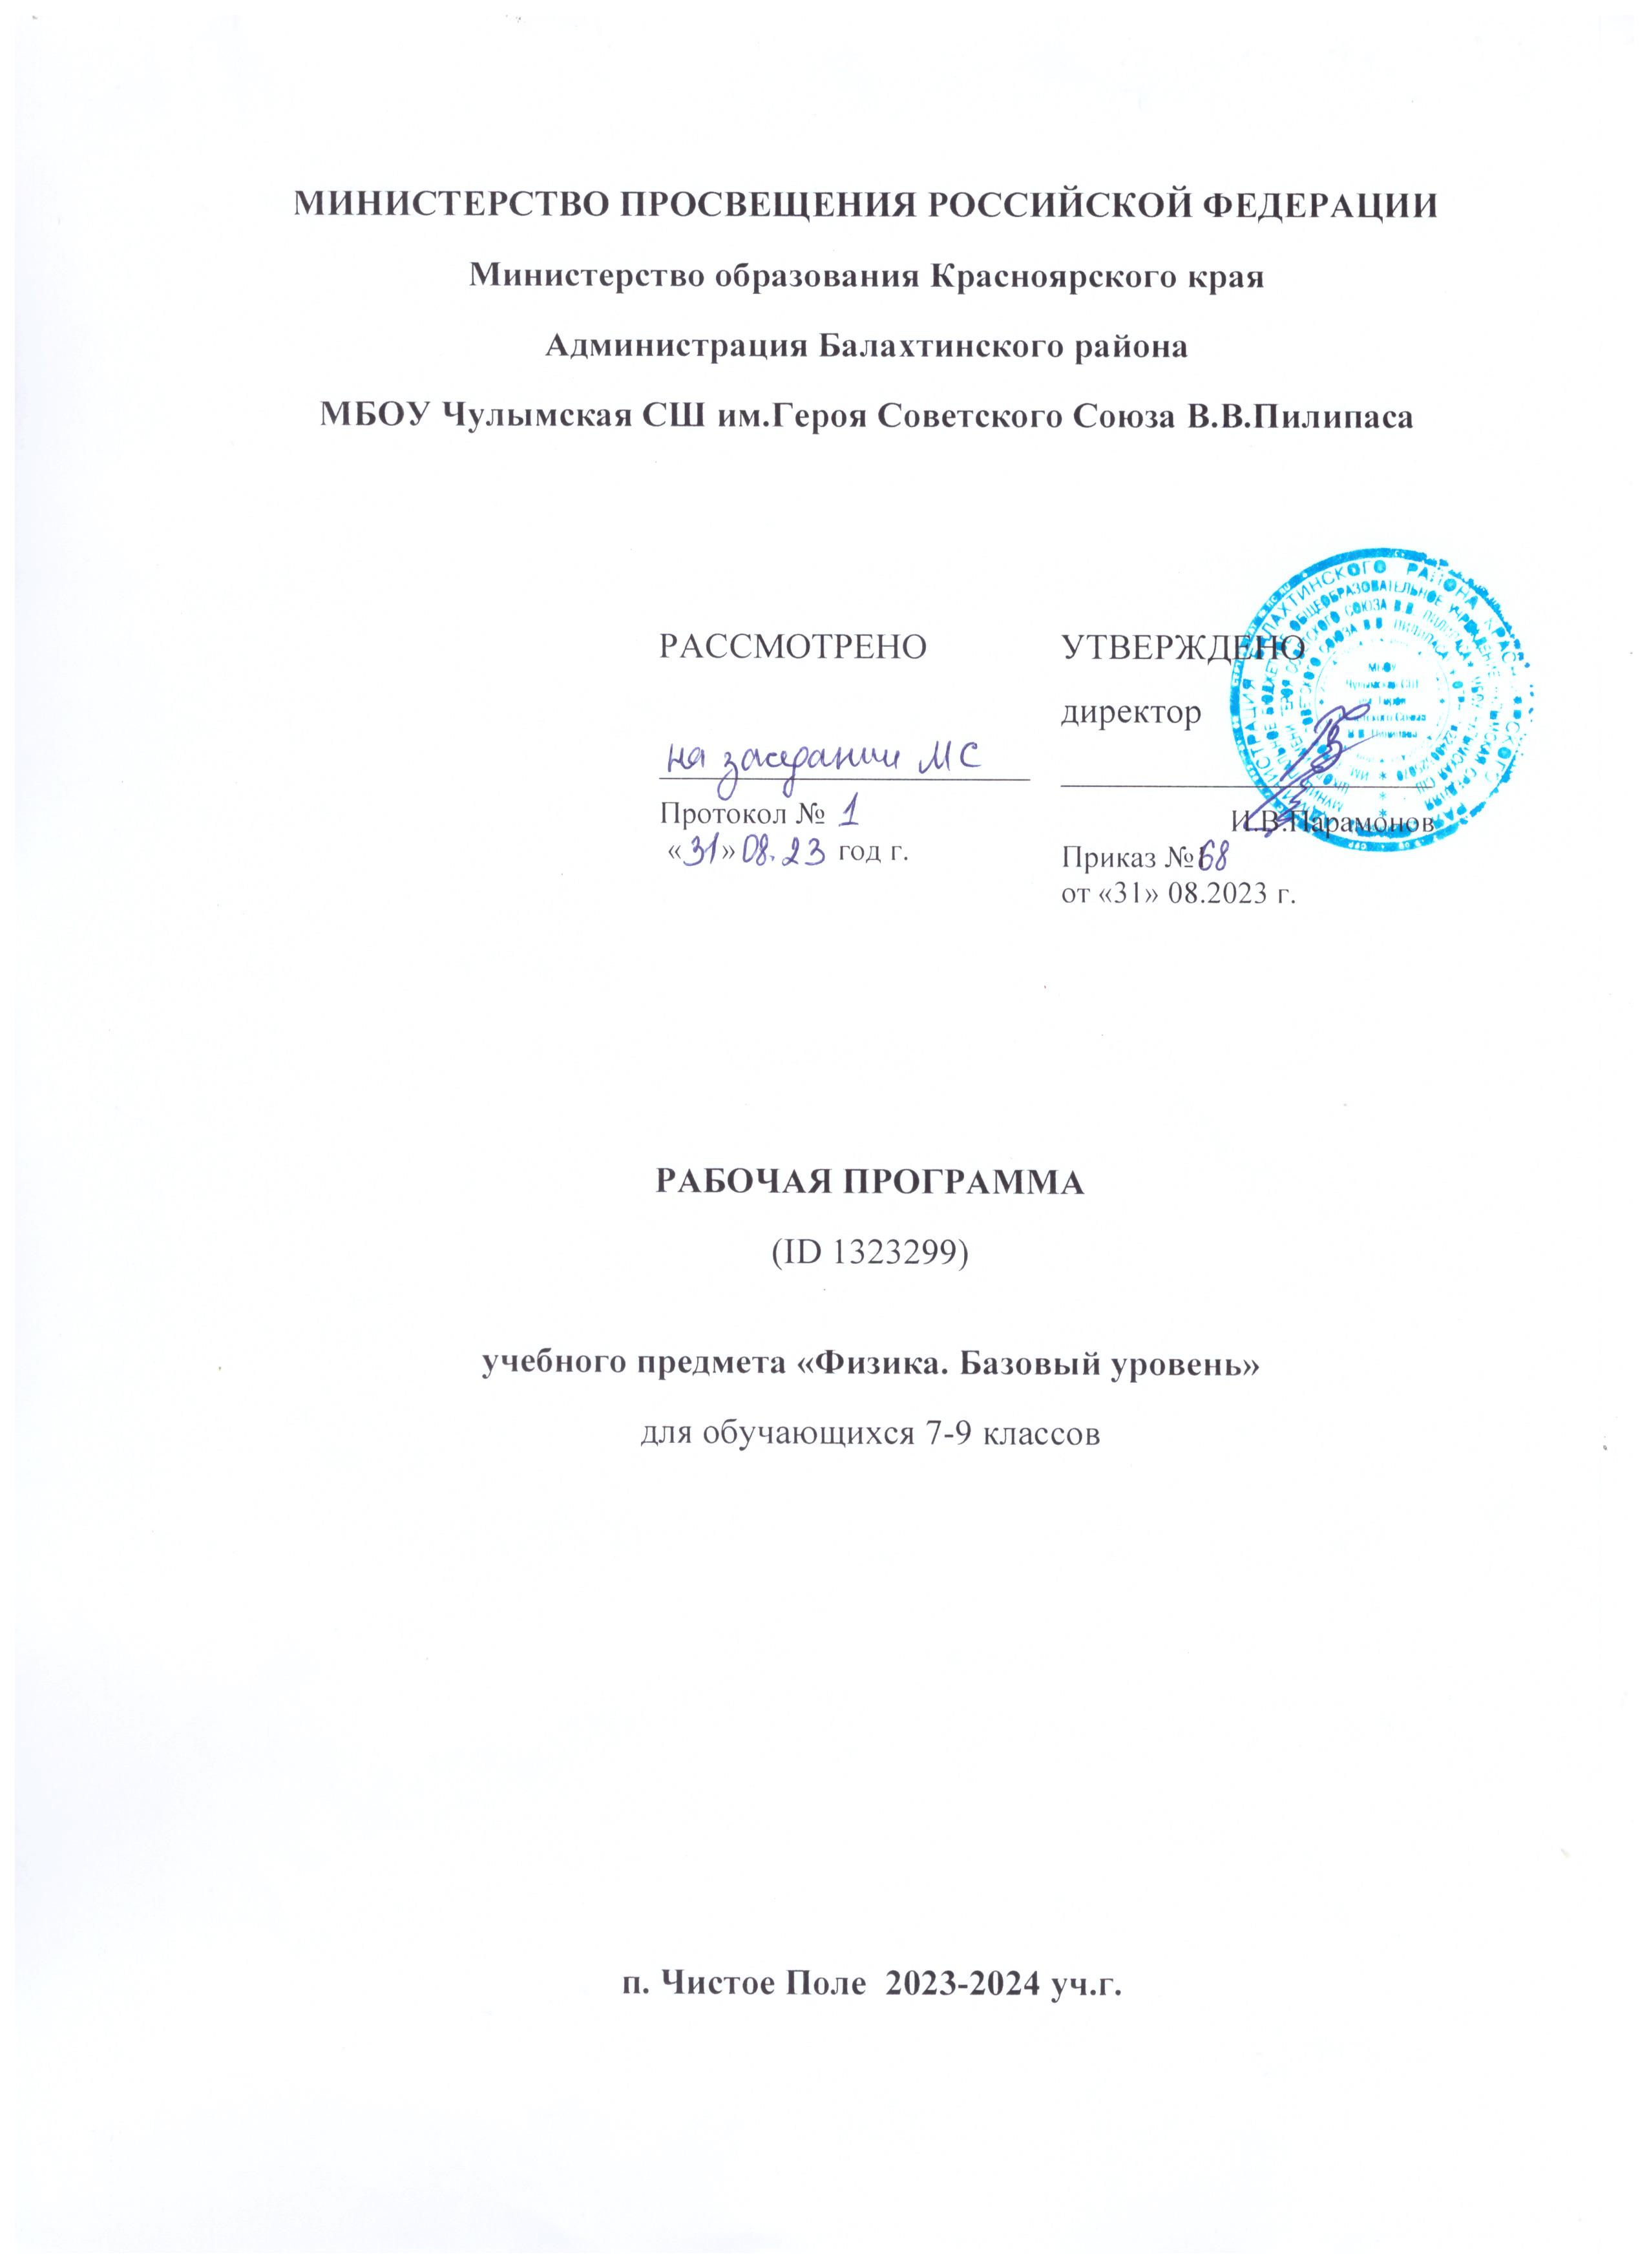 МИНИСТЕРСТВО ПРОСВЕЩЕНИЯ РОССИЙСКОЙ ФЕДЕРАЦИИ
Министерство образования Красноярского края
Администрация Балахтинского района
МБОУ Чулымская СШ им.Героя Советского Союза В.В.Пилипаса
РАССМОТРЕНО
на заседании МС
Протокол № 1
«31» 08. 23 год г.
УТВЕРЖДЕНО
директор
И.В.Парамонов
Приказ №68
от «31» 08.2023 г.
РАБОЧАЯ ПРОГРАММА
(ID 1323299)
учебного предмета «Физика. Базовый уровень»
для обучающихся 7-9 классов
п. Чистое Поле 2023-2024 уч.г.